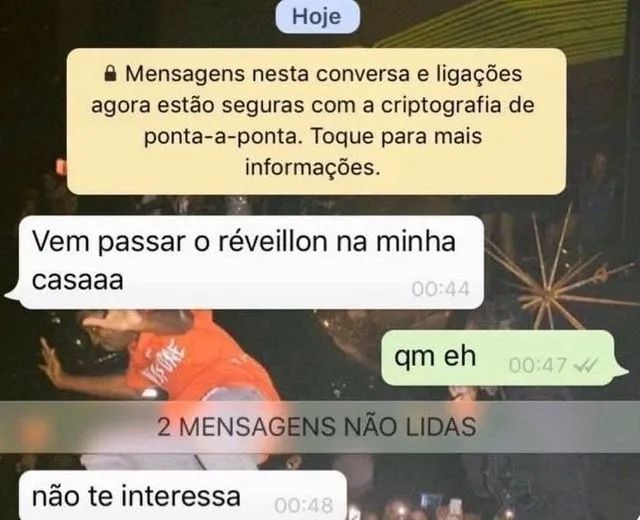 Hoje
Mensagens nesta conversa e ligações
agora estão seguras com a criptografia de
ponta-a-ponta. Toque para mais
informações.
Vem passar o réveillon na minha
casaaa
00:44
qm eh 00:47
2 MENSAGENS NÃO LIDAS
não te interessa 00:48